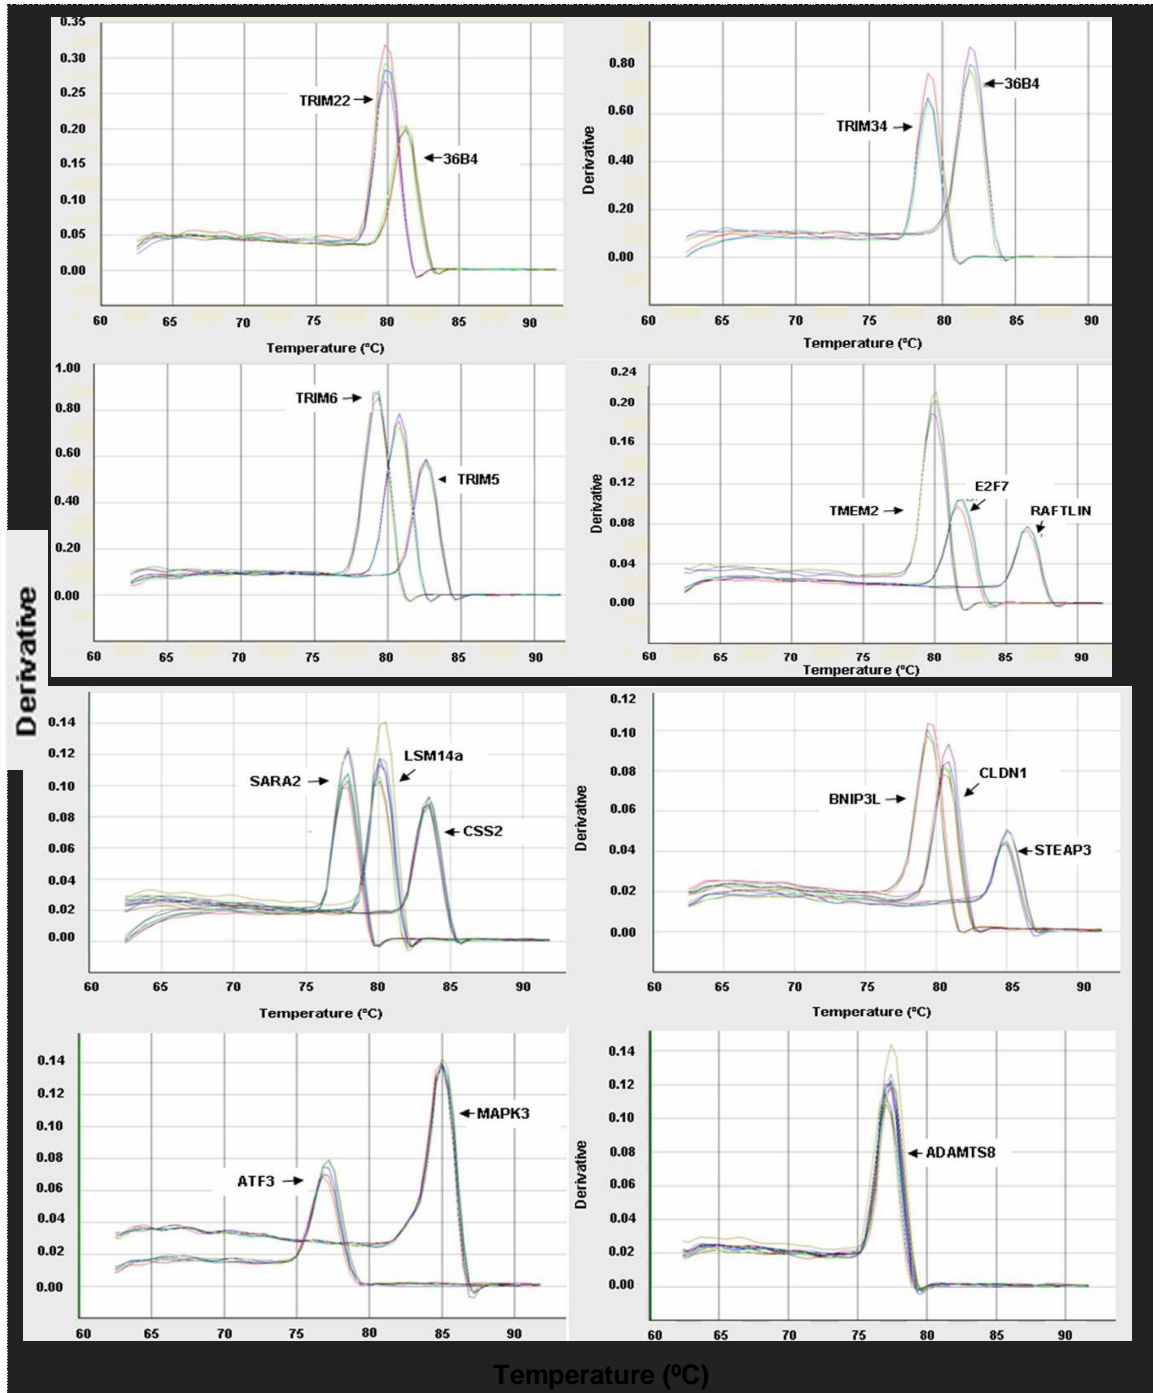 0.35
0.30
0.25
0.20
0.15
0.10
0.05
0.00
TRIM22
36B4
60 65 70 75 80 85 90
Temperature (ºC)
Derivative
0.80
0.60
0.40
0.20
0.00
TRIM34
36B4
60 65 70 75 80 85 90
Temperature (ºC)
1.00
0.80
0.60
0.40
0.20
0.00
TRIM6
TRIM5
60 65 70 75 80 85 90
Derivative
0.24
0.20
0.16
0.12
0.08
0.04
0.00
TMEM2
E2F7
RAFTLIN
60 65 70 75 80 85 90
Temperature (ºC)
Derivative
0.14
0.12
0.10
0.08
0.06
0.04
0.02
0.00
SARA2
LSM14a
CSS2
60 65 70 75 80 85 90
Temperature (ºC)
Derivative
0.12
0.10
0.08
0.06
0.04
0.02
0.00
BNIP3L
CLDN1
STEAP3
60 65 70 75 80 85 90
Temperature (ºC)
0.14
0.12
0.10
0.08
0.06
0.04
0.02
0.00
ATF3
MAPK3
60 65 70 75 80 85 90
Derivative
0.14
0.12
0.10
0.08
0.06
0.04
0.02
0.00
ADAMTS8
60 65 70 75 80 85 90
Temperature (ºC)